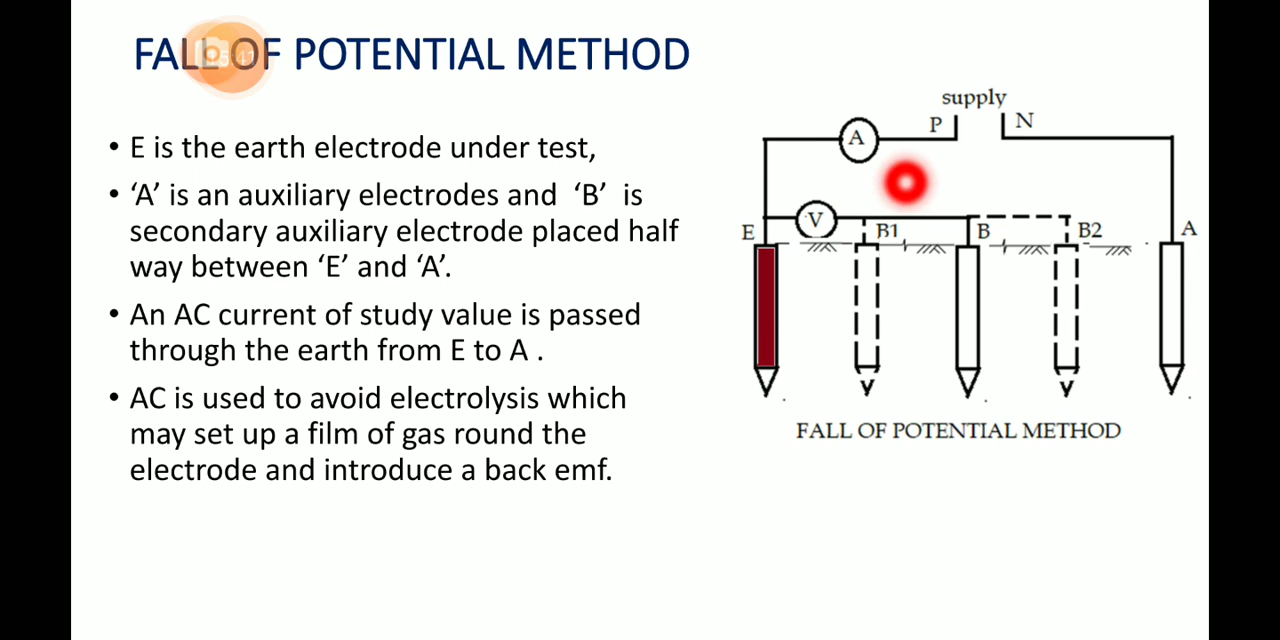 FALL OF POTENTIAL METHOD
• E is the earth electrode under test,
• ‘A’ is an auxiliary electrodes and ‘B’ is
secondary auxiliary electrode placed half
way between ‘E’ and ‘A’.
• An AC current of study value is passed
through the earth from E to A .
• AC is used to avoid electrolysis which
may set up a film of gas round the
electrode and introduce a back emf.
supply
P
N
A
V
E
B1
B
B2
A
FALL OF POTENTIAL METHOD